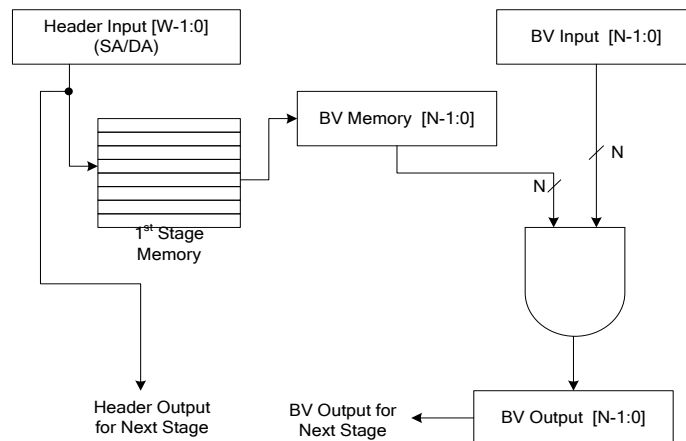 Header Input [W-1:0]
(SA/DA)
BV Input [N-1:0]
BV Memory [N-1:0]
N
N
1st Stage
Memory
Header Output
for Next Stage
BV Output for
Next Stage
BV Output [N-1:0]